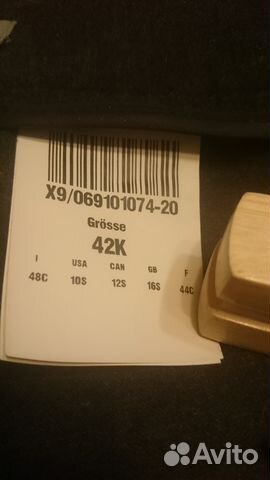 X9/069101074-20
Grösse
42K
I USA CAN GB F
48C 10S 12S 16S 44C
Avito